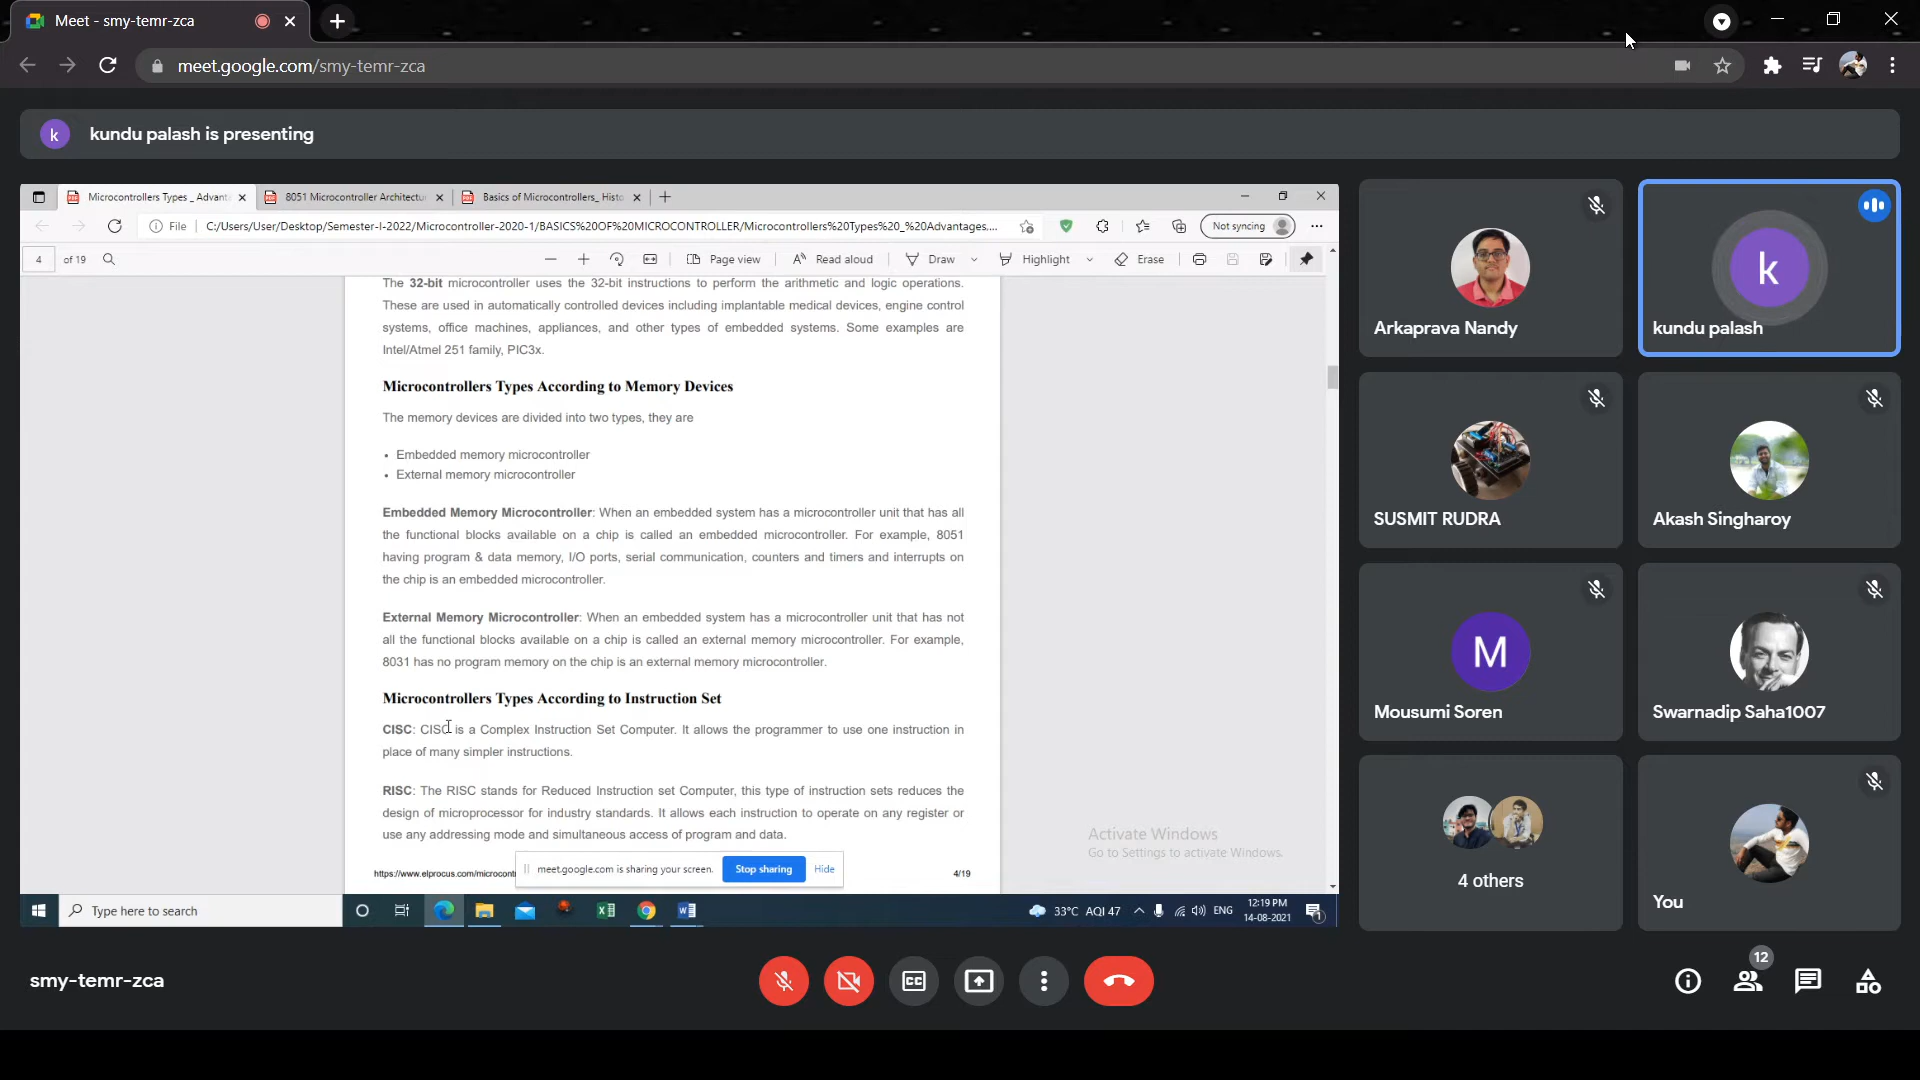 Meet - smy-temr-zca
meet.google.com/smy-temr-zca
k kundu palash is presenting
Microcontrollers Types _ Advant
8051 Microcontroller Architectu
Basics of Microcontrollers_ Histo
File C:/Users/User/Desktop/Semester-I-2022/Microcontroller-2020-1/BASICS%20OF%20MICROCONTROLLER/Microcontrollers%20Types%20_%20Advantages,...
Not syncing
4 of 19
Page view
Read aloud
Draw
Highlight
Erase
The 32-bit microcontroller uses the 32-bit instructions to perform the arithmetic and logic operations.
These are used in automatically controlled devices including implantable medical devices, engine control
systems, office machines, appliances, and other types of embedded systems. Some examples are
Intel/Atmel 251 family, PIC3x.
Microcontrollers Types According to Memory Devices
The memory devices are divided into two types, they are
• Embedded memory microcontroller
• External memory microcontroller
Embedded Memory Microcontroller: When an embedded system has a microcontroller unit that has all
the functional blocks available on a chip is called an embedded microcontroller. For example, 8051
having program & data memory, I/O ports, serial communication, counters and timers and interrupts on
the chip is an embedded microcontroller.
External Memory Microcontroller: When an embedded system has a microcontroller unit that has not
all the functional blocks available on a chip is called an external memory microcontroller. For example,
8031 has no program memory on the chip is an external memory microcontroller.
Microcontrollers Types According to Instruction Set
CISC: CISC is a Complex Instruction Set Computer. It allows the programmer to use one instruction in
place of many simpler instructions.
RISC: The RISC stands for Reduced Instruction set Computer, this type of instruction sets reduces the
design of microprocessor for industry standards. It allows each instruction to operate on any register or
use any addressing mode and simultaneous access of program and data.
https://www.elprocus.com/microcontr
4/19
meet.google.com is sharing your screen.
Stop sharing
Hide
Activate Windows
Go to Settings to activate Windows.
Type here to search
33°C AQI 47
ENG
12:19 PM
14-08-2021
1
Arkaprava Nandy
k
kundu palash
SUSMIT RUDRA
Akash Singharoy
M
Mousumi Soren
Swarnadip Saha1007
4 others
You
smy-temr-zca
CC
12